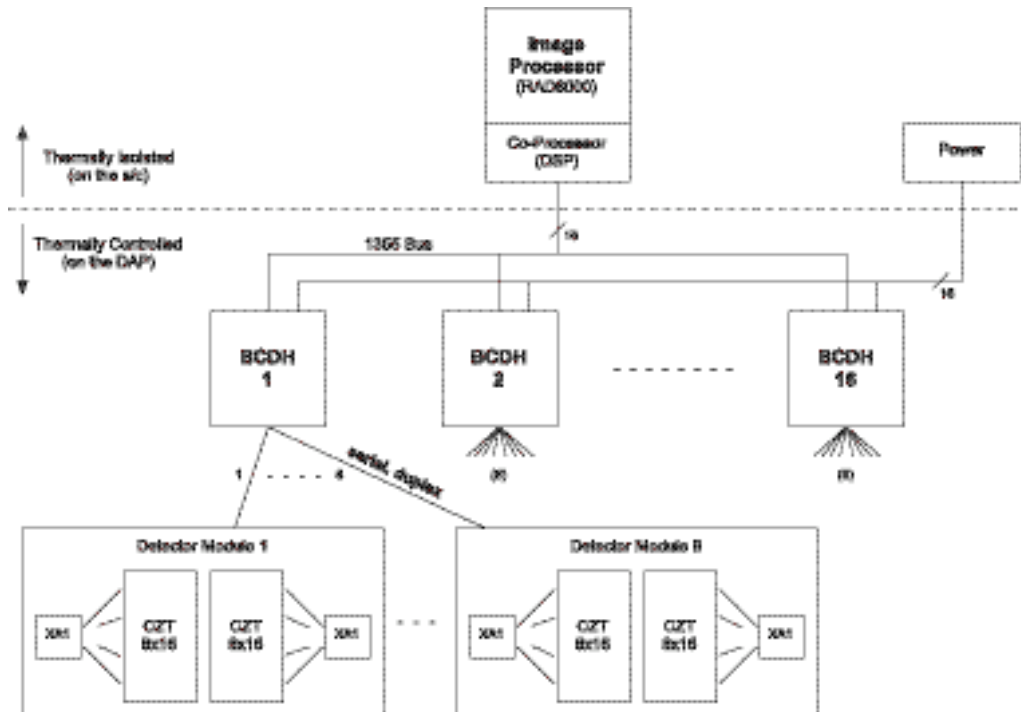 Image
Processor
(RAD6000)
Co-Processor
(DSP)
Power
Thermally Isolated
(on the s/c)
Thermally Controlled
(on the DAP)
16
1355 Bus
16
BCDH
1
BCDH
2
BCDH
16
1
serial, duplex
(8)
(8)
Detector Module 1
Detector Module 8
XA1
CZT
8x16
CZT
8x16
XA1
XA1
CZT
8x16
CZT
8x16
XA1